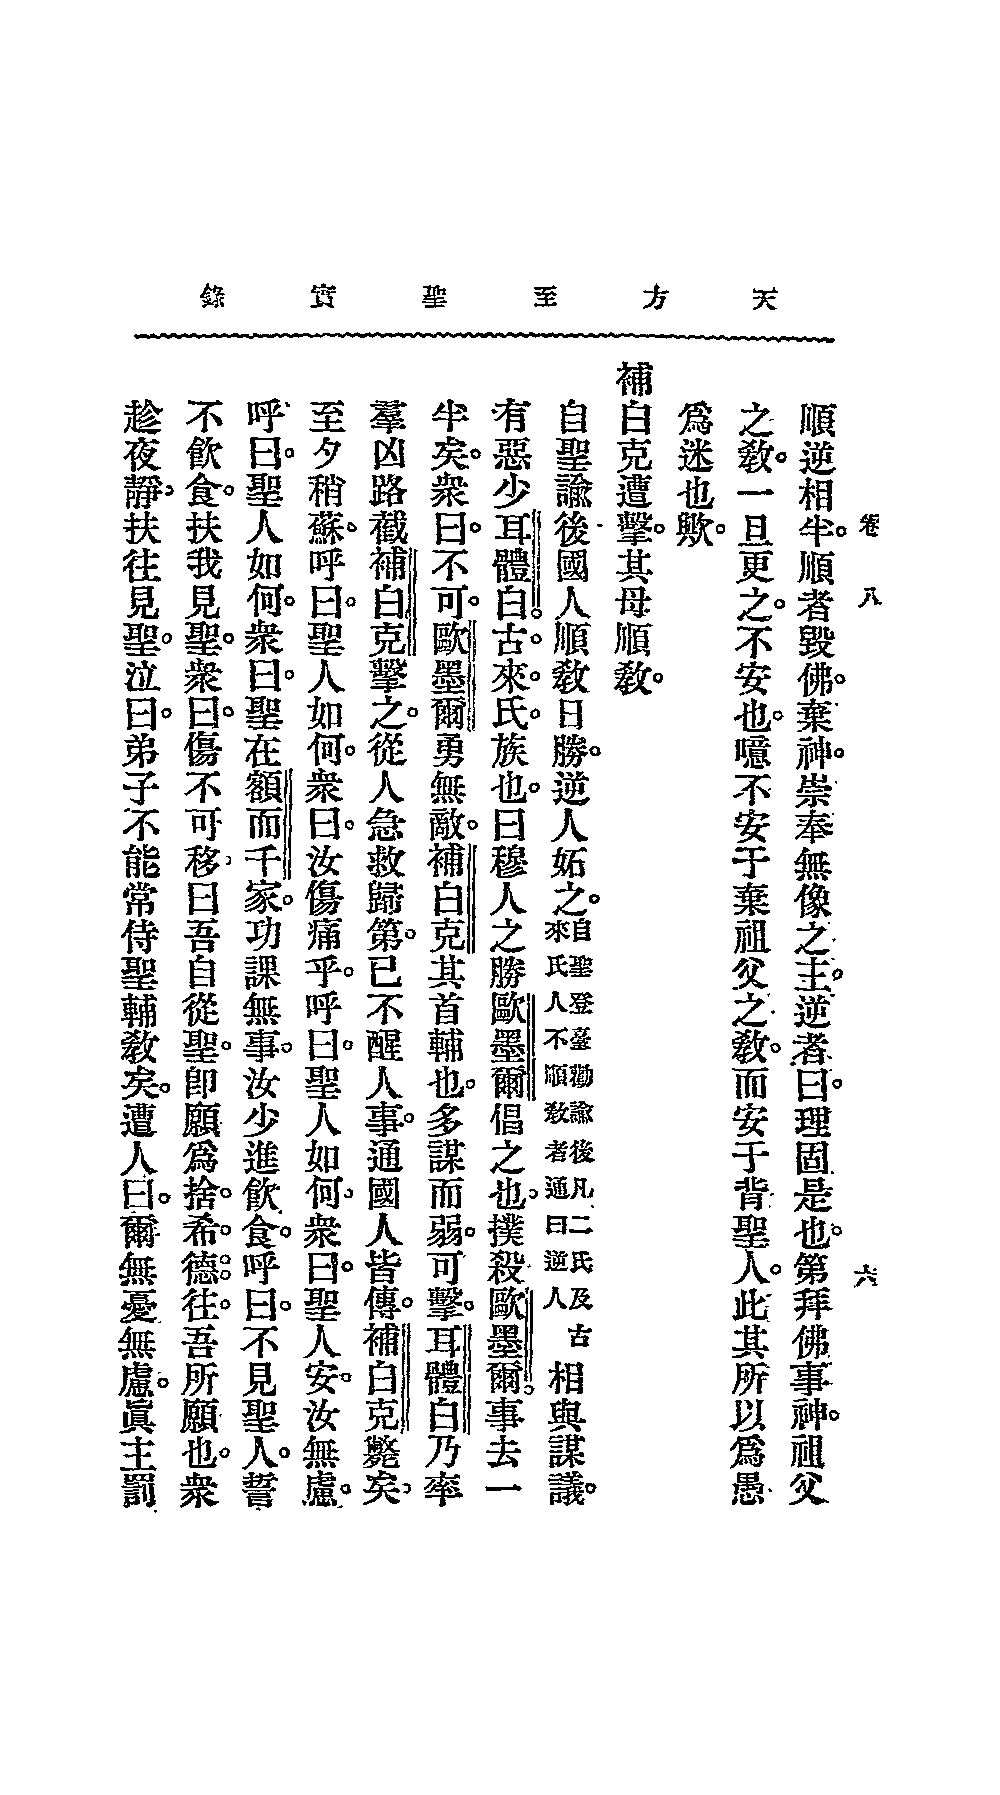 天方至聖實錄
卷八 六
順逆相半。順者毀佛。棄神。崇奉無像之主。逆者曰。理固是也。第拜佛事神。祖父
之教。一旦更之。不安也。噫不安于棄祖父之教。而安于背聖人。此其所以爲愚
爲迷也歟。
補白克遭擊。其母順教。
自聖諭後國人順教日勝。逆人妬之。自聖登臺勸諭後凡二氏及古來氏人不順教者通曰逆人相與謀議。
有惡少耳體白。古。來。氏。族也。曰穆人之勝歐墨爾倡之也。撲殺歐墨爾。事去一
半矣。衆曰。不可。歐墨爾勇無敵。補白克其首輔也。多謀而弱。可擊。耳體白乃率
羣凶路截補白克擊之。從人急救歸第。已不醒人事。通國人皆傳。補白克斃矣。
至夕稍蘇。呼曰。聖人如何。衆曰。汝傷痛乎。呼曰。聖人如何。衆曰。聖人安。汝無慮。
呼曰。聖人如何。衆曰。聖在額而千家。功課無事。汝少進飲食。呼曰。不見聖人。誓
不飲食。扶我見聖。衆曰。傷不可移、曰吾自從聖。卽願爲捨。希。德。往。吾所願也。衆
趁夜靜、扶往見聖。泣曰。弟子不能常侍聖輔教矣。遭人曰。爾無憂無慮。眞主罰